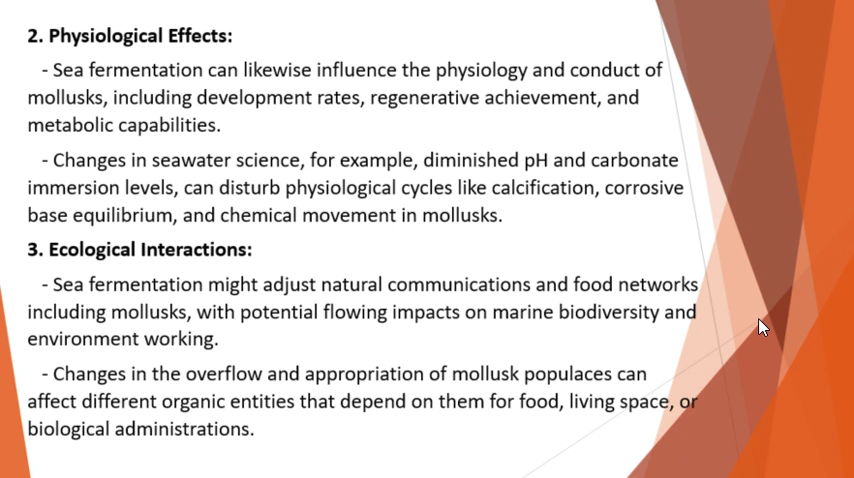 2. Physiological Effects:
- Sea fermentation can likewise influence the physiology and conduct of
mollusks, including development rates, regenerative achievement, and
metabolic capabilities.
- Changes in seawater science, for example, diminished pH and carbonate
immersion levels, can disturb physiological cycles like calcification, corrosive
base equilibrium, and chemical movement in mollusks.
3. Ecological Interactions:
- Sea fermentation might adjust natural communications and food networks
including mollusks, with potential flowing impacts on marine biodiversity and
environment working.
- Changes in the overflow and appropriation of mollusk populaces can
affect different organic entities that depend on them for food, living space, or
biological administrations.